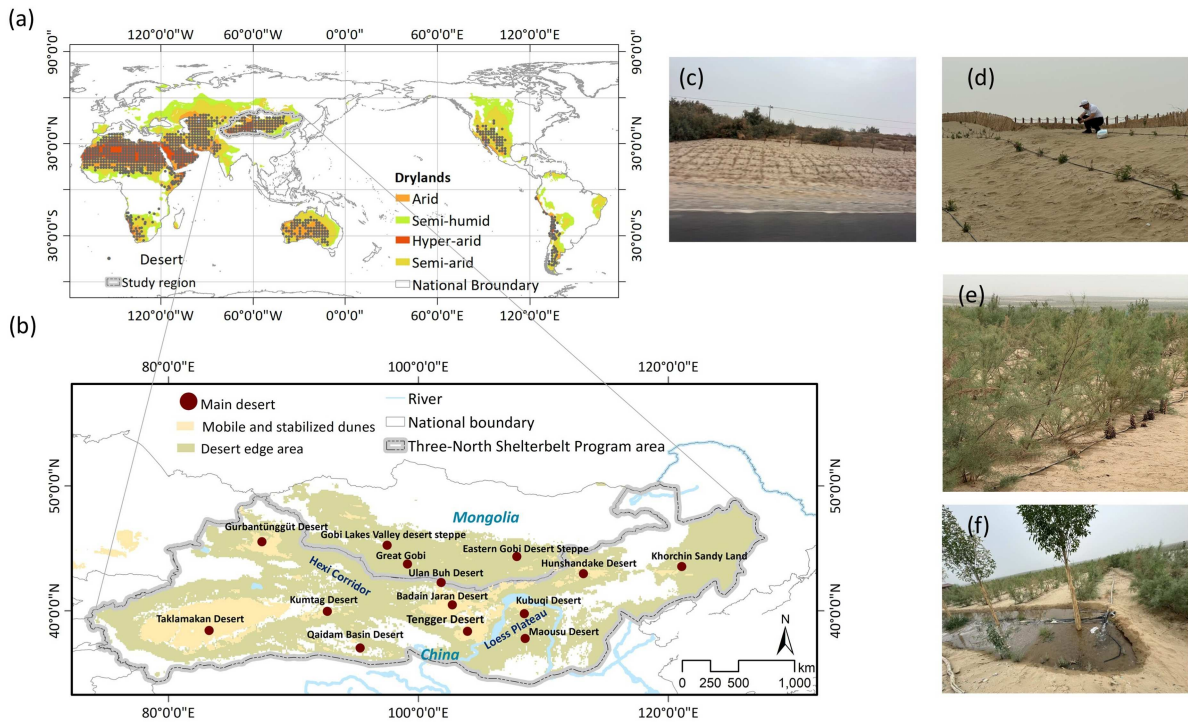 (a)
120°0'0"W 60°0'0"W 0°0'0" 60°0'0"E 120°0'0"E
90°0'0"N
30°0'0"N
30°0'0"S
90°0'0"
30°0'0"N
30°0'0"S
Drylands
Arid
Semi-humid
Hyper-arid
Semi-arid
National Broundary
Desert
Study region
120°0'0"W 60°0'0"W 0°0'0" 60°0'0"E 120°0'0"E
(b)
80°0'0"E 100°0'0"E 120°0'0"E
Main desert
Mobile and stabilized dunes
Desert edge area
River
National boundary
Three-North Shelterbelt Program area
50°0'0"N
40°0'0"N
50°0'0"N
40°0'0"N
Mongolia
Gurbantünggüt Desert
Gobi Lakes Valley desert steppe
Great Gobi
Eastern Gobi Desert Steppe
Hunshandake Desert
Khorchin Sandy Land
Ulan Buh Desert
Hexi Corridor
Badain Jaran Desert
Kumtag Desert
Kubuqi Desert
Taklamakan Desert
Tengger Desert
Loess Plateau
Maousu Desert
Qaidam Basin Desert
China
N
km
0 250 500 1,000
80°0'0"E 100°0'0"E 120°0'0"E
(c)
(d)
(e)
(f)